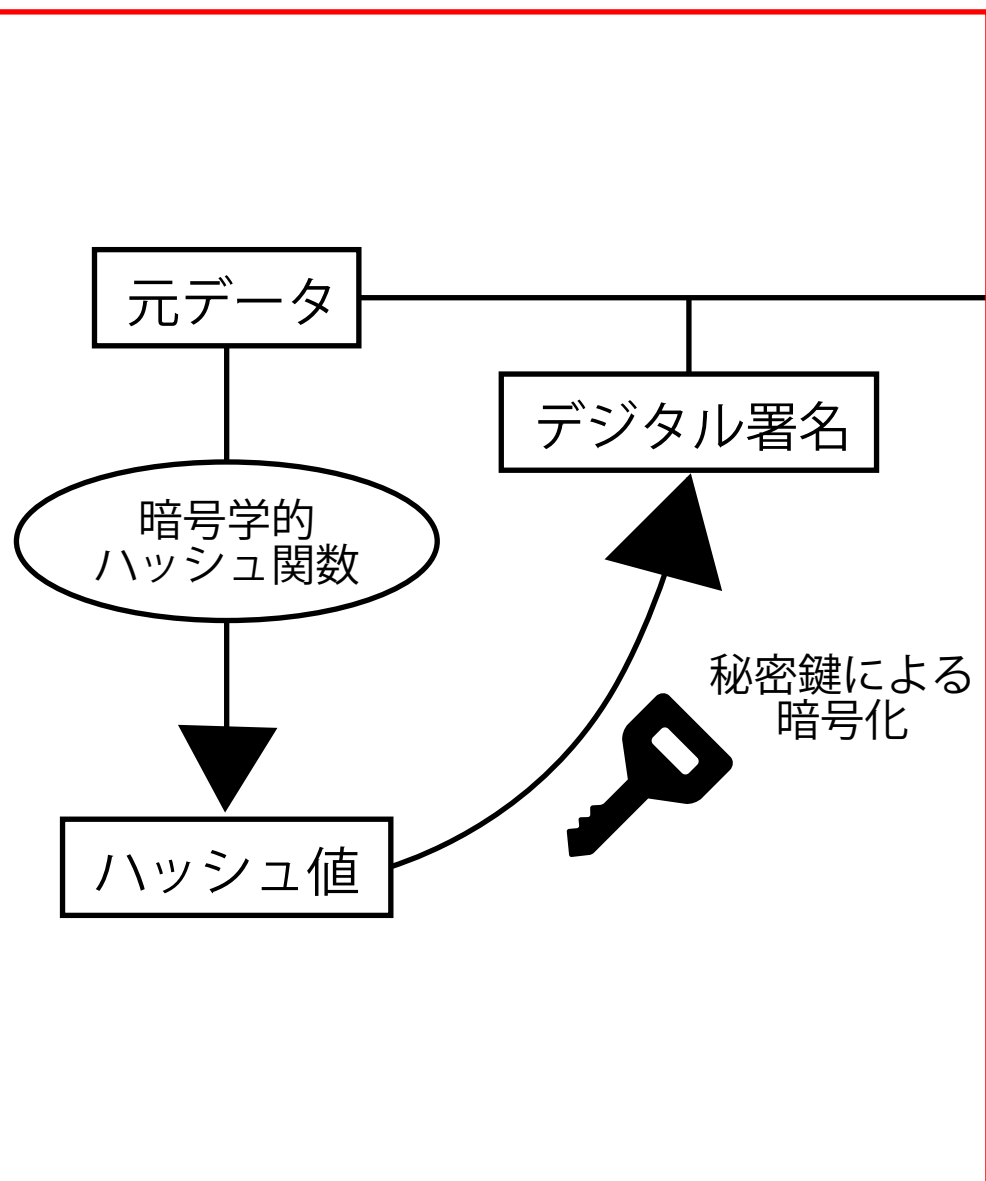 元データ
デジタル署名
暗号学的
ハッシュ関数
秘密鍵による
暗号化
ハッシュ値